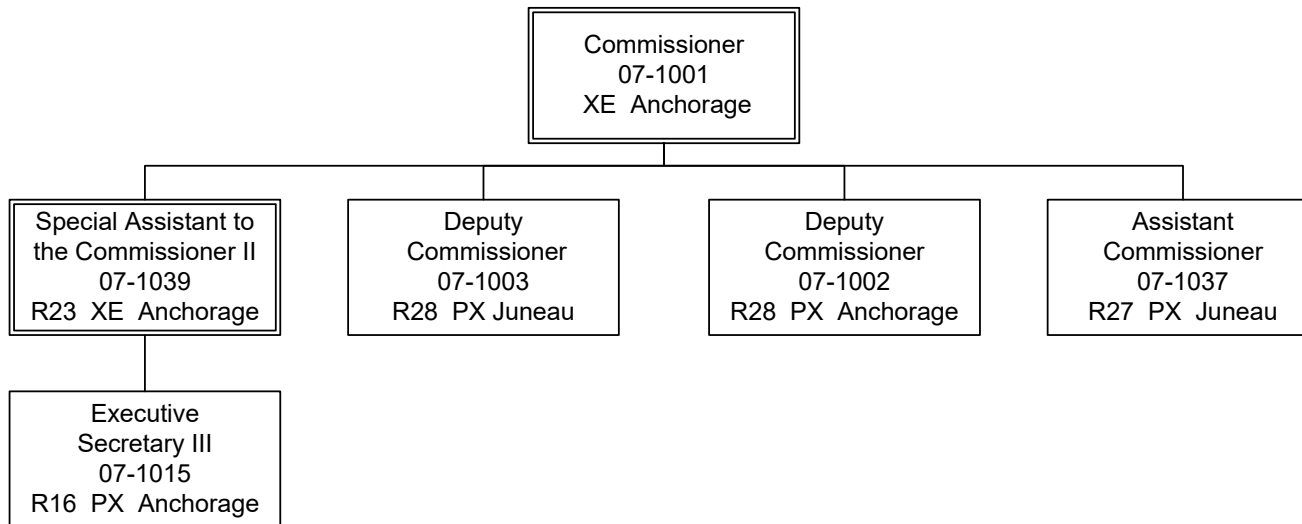 Commissioner
07-1001
XE Anchorage
Special Assistant to
the Commissioner II
07-1039
R23 XE Anchorage
Deputy
Commissioner
07-1003
R28 PX Juneau
Deputy
Commissioner
07-1002
R28 PX Anchorage
Assistant
Commissioner
07-1037
R27 PX Juneau
Executive
Secretary III
07-1015
R16 PX Anchorage